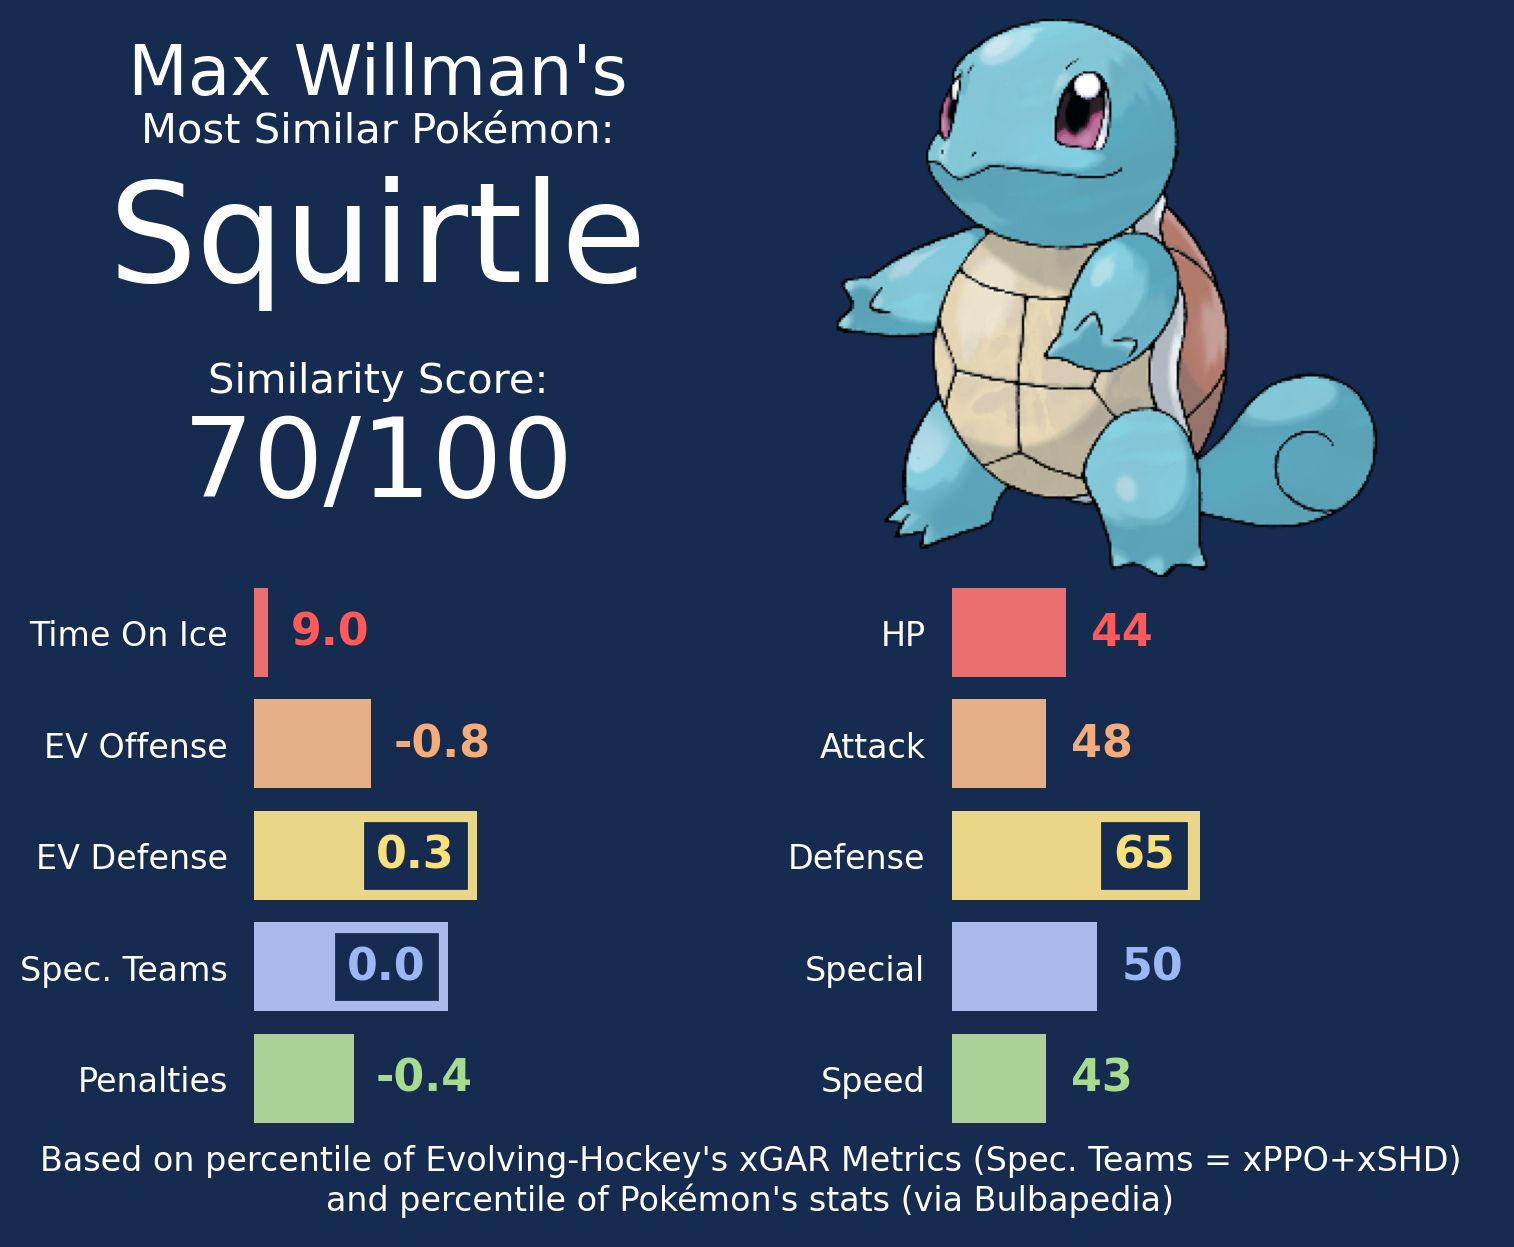 Max Willman's
Most Similar Pokémon:
Squirtle
Similarity Score:
70/100
Time On Ice 9.0
EV Offense -0.8
EV Defense 0.3
Spec. Teams 0.0
Penalties -0.4
HP 44
Attack 48
Defense 65
Special 50
Speed 43
Based on percentile of Evolving-Hockey's xGAR Metrics (Spec. Teams = xPPO+xSHD)
and percentile of Pokémon's stats (via Bulbapedia)